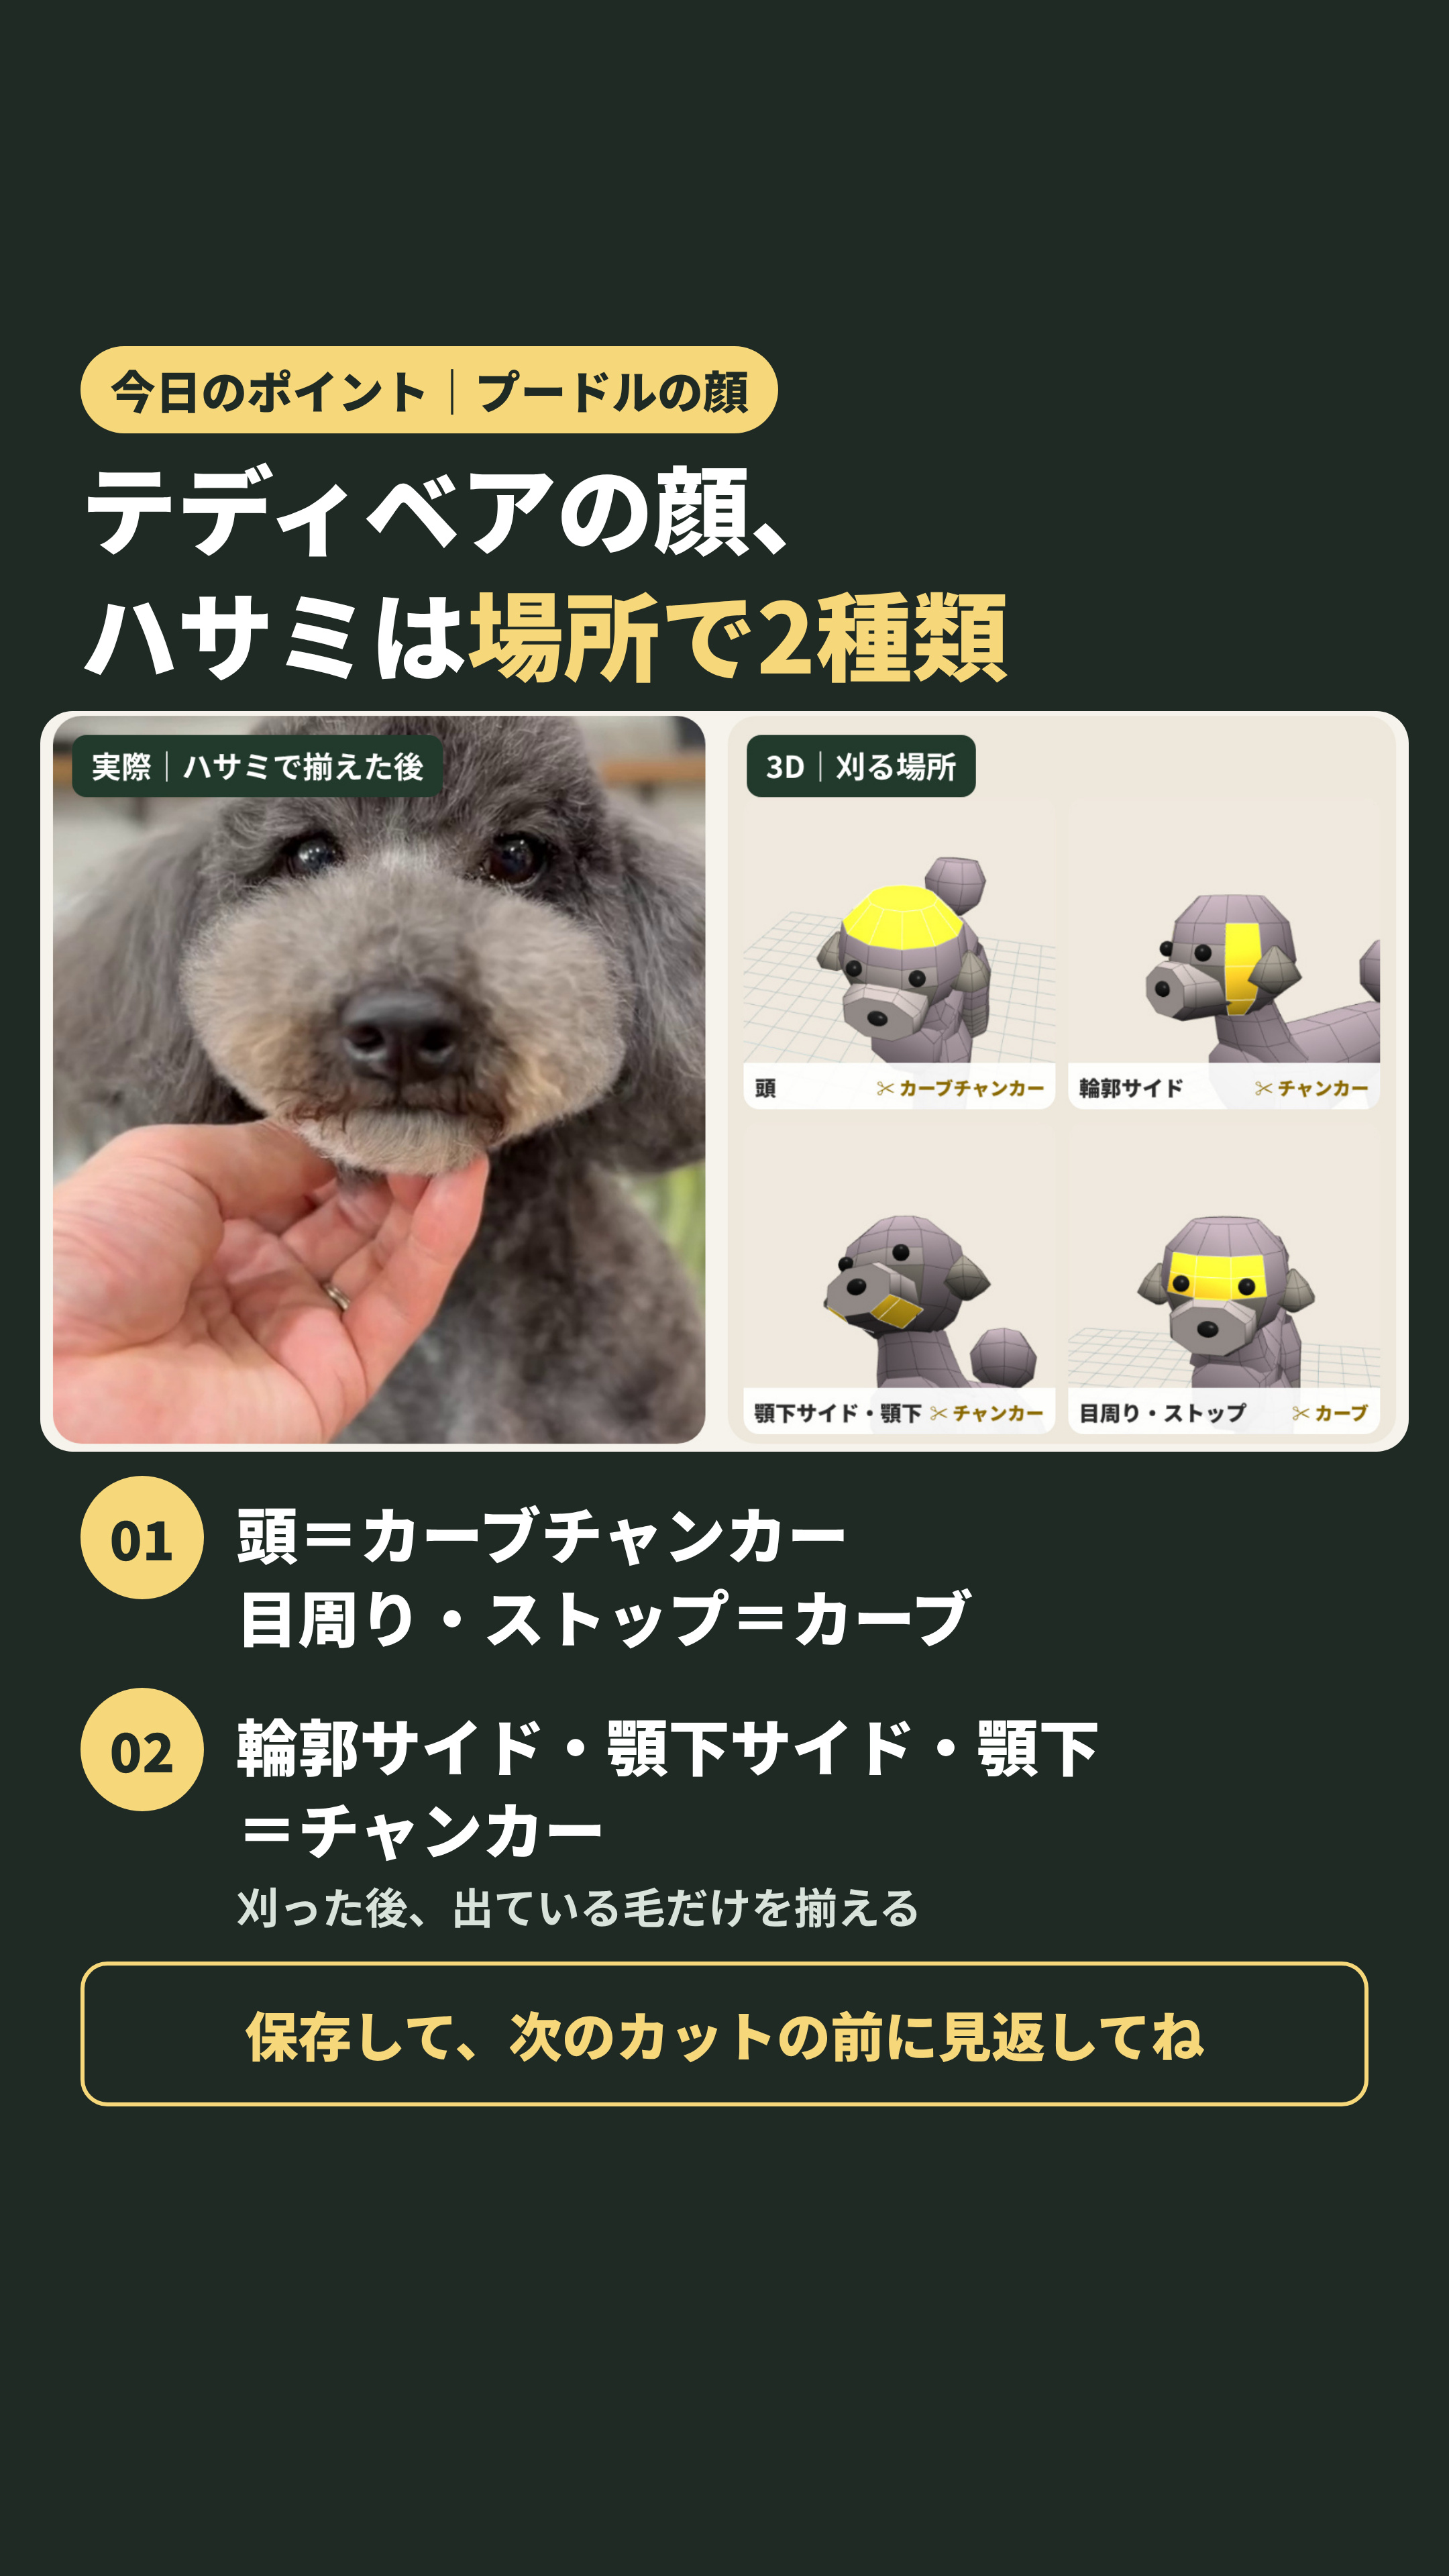 今日のポイント｜プードルの顔
テディベアの顔、
ハサミは場所で2種類
実際｜ハサミで揃えた後
3D｜刈る場所
頭 ✂ カーブチャンカー
輪郭サイド ✂ チャンカー
顎下サイド・顎下 ✂ チャンカー
目周り・ストップ ✂ カーブ
01 頭＝カーブチャンカー
目周り・ストップ＝カーブ
02 輪郭サイド・顎下サイド・顎下
＝チャンカー
刈った後、出ている毛だけを揃える
保存して、次のカットの前に見返してね